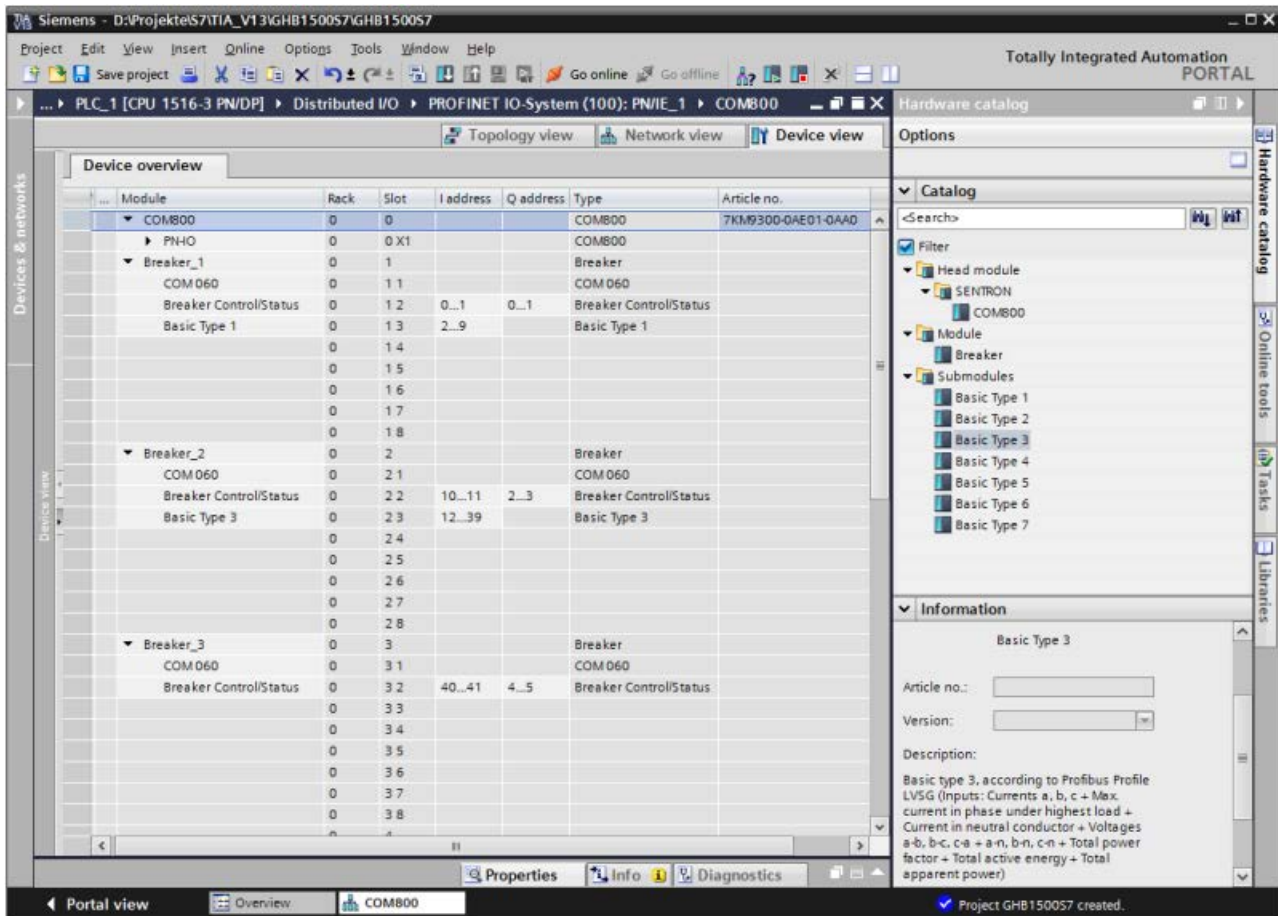 Siemens - D:\Projekte\S7\TIA_V13\GHB1500S7\GHB1500S7
Project Edit View Insert Online Options Tools Window Help
Totally Integrated Automation
PORTAL
Save project Go online Go offline
... PLC_1 [CPU 1516-3 PN/DP] Distributed I/O PROFINET IO-System (100): PN/IE_1 COM800
Topology view Network view Device view
Device overview
... Module Rack Slot I address Q address Type Article no.
COM800 0 0 COM800 7KM9300-0AE01-0AA0
PN-IO 0 0 X1 COM800
Breaker_1 0 1 Breaker
COM 060 0 1 1 COM 060
Breaker Control/Status 0 1 2 0...1 0...1 Breaker Control/Status
Basic Type 1 0 1 3 2...9 Basic Type 1
0 1 4
0 1 5
0 1 6
0 1 7
0 1 8
Breaker_2 0 2 Breaker
COM 060 0 2 1 COM 060
Breaker Control/Status 0 2 2 10...11 2...3 Breaker Control/Status
Basic Type 3 0 2 3 12...39 Basic Type 3
0 2 4
0 2 5
0 2 6
0 2 7
0 2 8
Breaker_3 0 3 Breaker
COM 060 0 3 1 COM 060
Breaker Control/Status 0 3 2 40...41 4...5 Breaker Control/Status
0 3 3
0 3 4
0 3 5
0 3 6
0 3 7
0 3 8
Devices & networks
Device view
Hardware catalog
Options
Catalog
<Search>
Filter
Head module
SENTRON
COM800
Module
Breaker
Submodules
Basic Type 1
Basic Type 2
Basic Type 3
Basic Type 4
Basic Type 5
Basic Type 6
Basic Type 7
Information
Basic Type 3
Article no.:
Version:
Description:
Basic type 3, according to Profibus Profile
LVSG (Inputs: Currents a, b, c + Max.
current in phase under highest load +
Current in neutral conductor + Voltages
a-b, b-c, c-a + a-n, b-n, c-n + Total power
factor + Total active energy + Total
apparent power)
Hardware catalog
Online tools
Tasks
Libraries
Properties Info Diagnostics
Portal view Overview COM800 Project GHB1500S7 created.